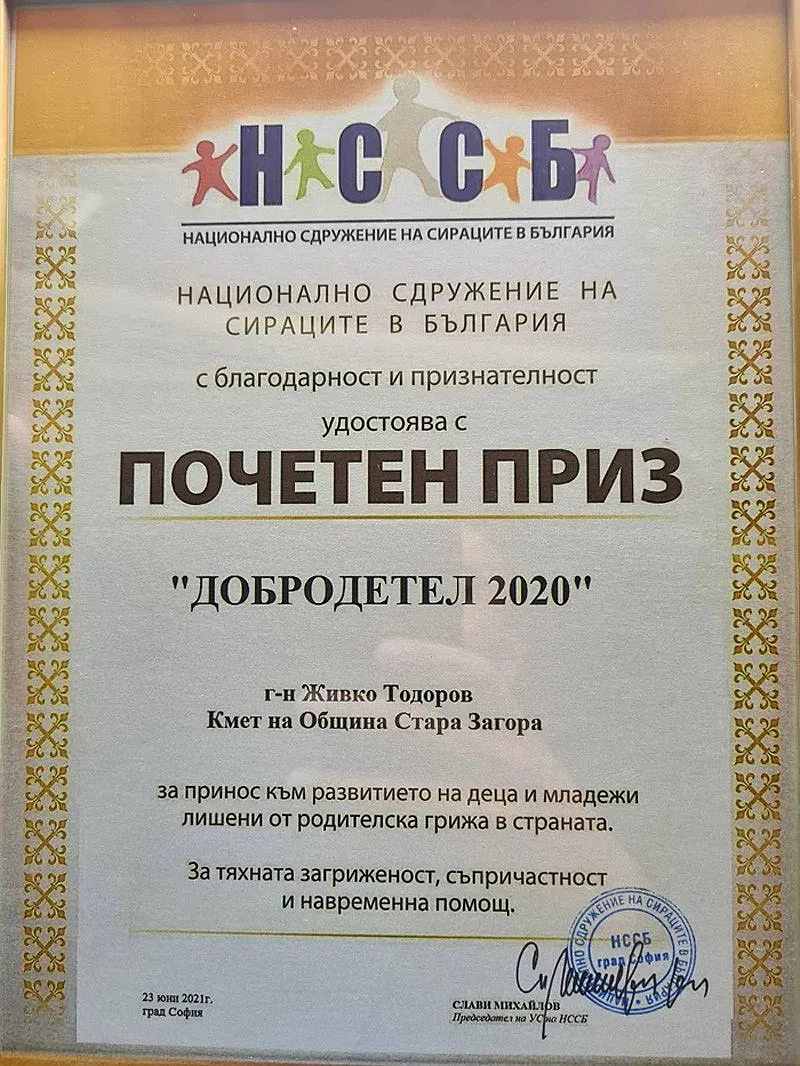 НССБ
НАЦИОНАЛНО СДРУЖЕНИЕ НА СИРАЦИТЕ В БЪЛГАРИЯ
НАЦИОНАЛНО СДРУЖЕНИЕ НА
СИРАЦИТЕ В БЪЛГАРИЯ
с благодарност и признателност
удостоява с
ПОЧЕТЕН ПРИЗ
"ДОБРОДЕТЕЛ 2020"
г-н Живко Тодоров
Кмет на Община Стара Загора
за принос към развитието на деца и младежи
лишени от родителска грижа в страната.
За тяхната загриженост, съпричастност
и навременна помощ.
НАЦИОНАЛНО СДРУЖЕНИЕ НА СИРАЦИТЕ В БЪЛГАРИЯ
НССБ
град София
23 юни 2021г.
град София
СЛАВИ МИХАЙЛОВ
Председател на УС на НССБ